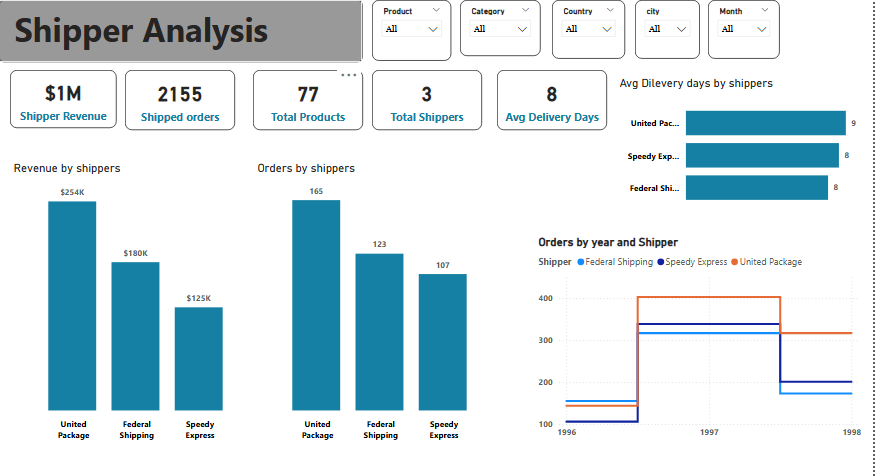 Shipper Analysis
Product
All
Category
All
Country
All
city
All
Month
All
$1M
Shipper Revenue
2155
Shipped orders
77
Total Products
3
Total Shippers
8
Avg Delivery Days
Avg Dilevery days by shippers
United Pac... 9
Speedy Exp... 8
Federal Shi... 8
Revenue by shippers
$254K
$180K
$125K
United
Package
Federal
Shipping
Speedy
Express
Orders by shippers
165
123
107
United
Package
Federal
Shipping
Speedy
Express
Orders by year and Shipper
Shipper Federal Shipping Speedy Express United Package
400
300
200
100
1996 1997 1998